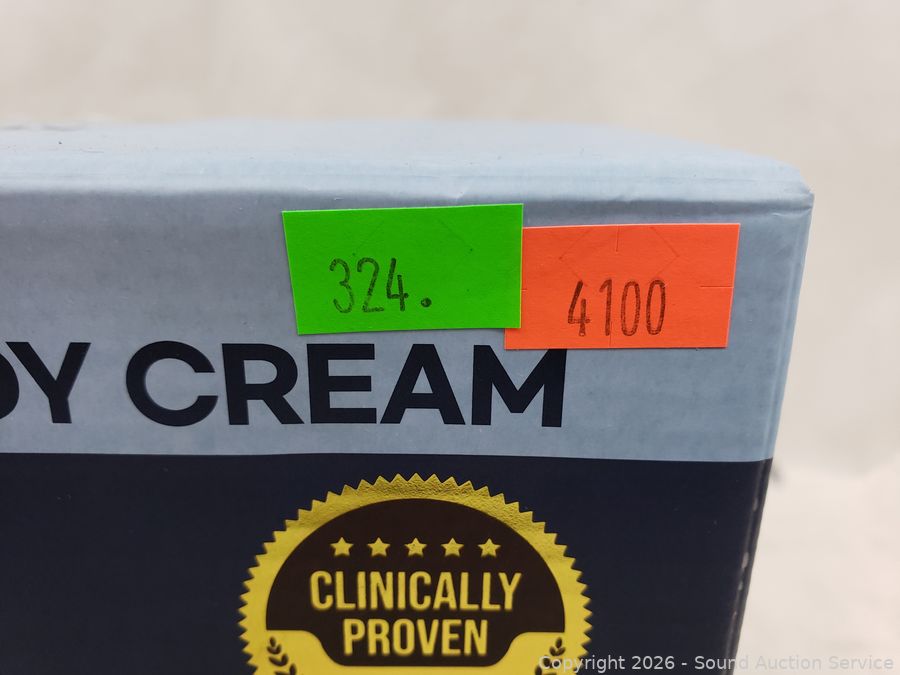 324.
4100
DY CREAM
CLINICALLY
PROVEN
Copyright 2026 - Sound Auction Service